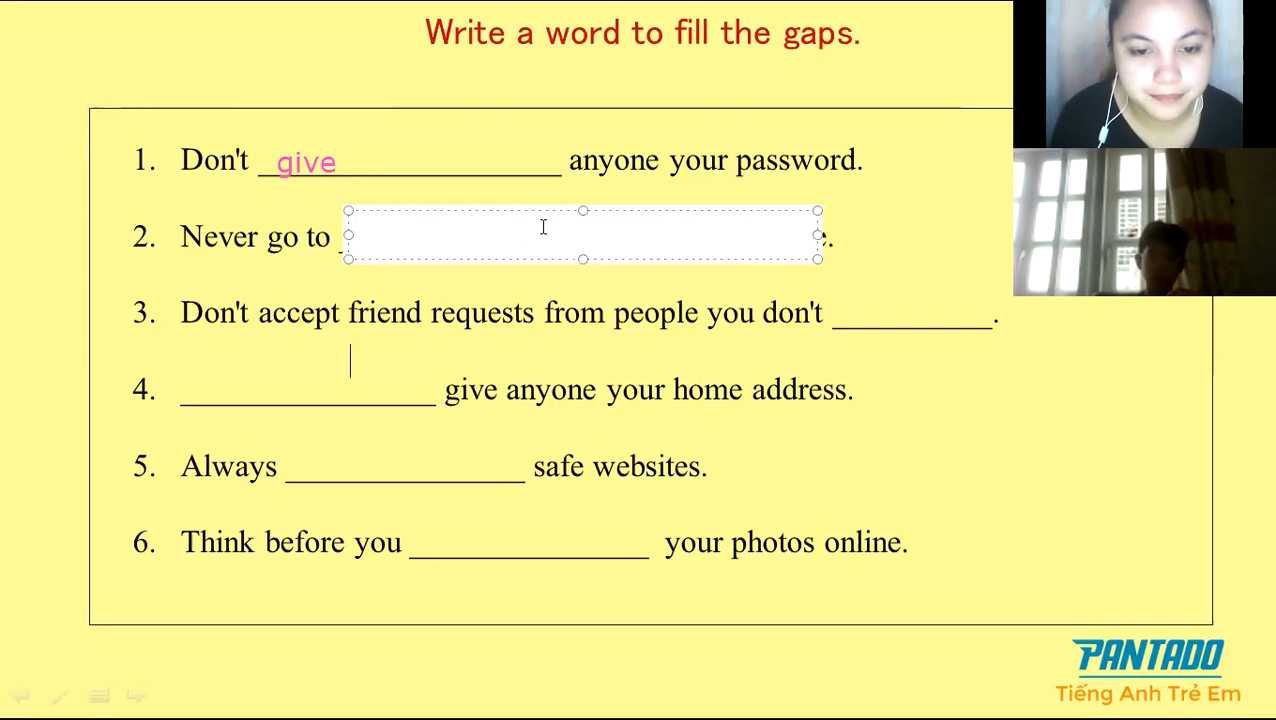 Write a word to fill the gaps.
1. Don't give anyone your password.
2. Never go to
3. Don't accept friend requests from people you don't __________.
4. ________________ give anyone your home address.
5. Always _______________ safe websites.
6. Think before you _______________ your photos online.
PANTADO
Tiếng Anh Trẻ Em